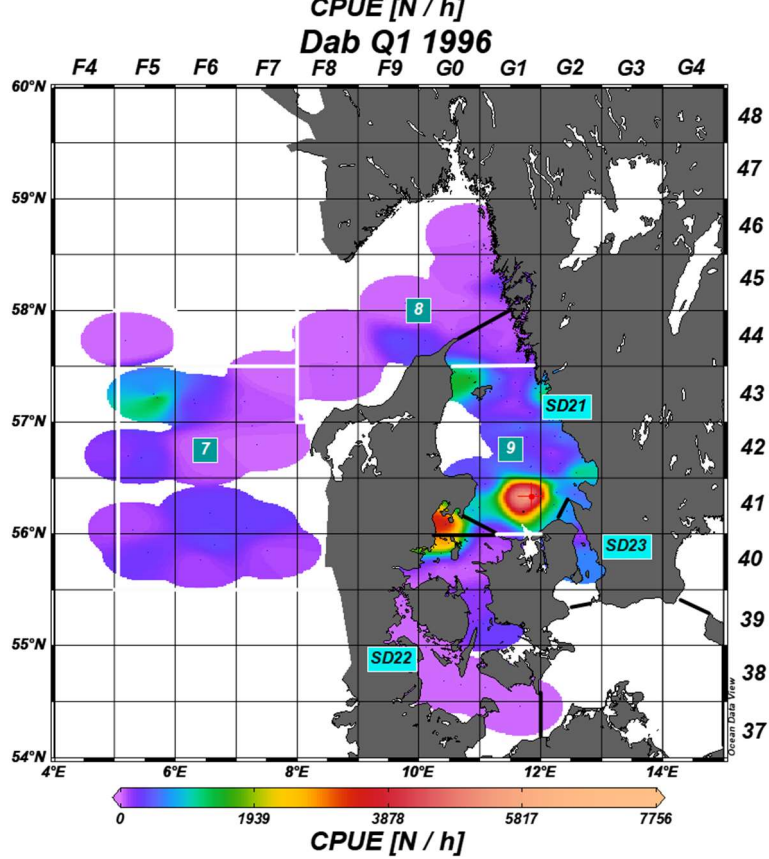 CPUE [N / h]
Dab Q1 1996
F4 F5 F6 F7 F8 F9 G0 G1 G2 G3 G4
60°N
48
47
59°N
46
45
58°N
8
44
43
SD21
57°N
7
9
42
41
56°N
SD23
40
39
55°N
SD22
38
37
54°N
Ocean Data View
4°E 6°E 8°E 10°E 12°E 14°E
0 1939 3878 5817 7756
CPUE [N / h]